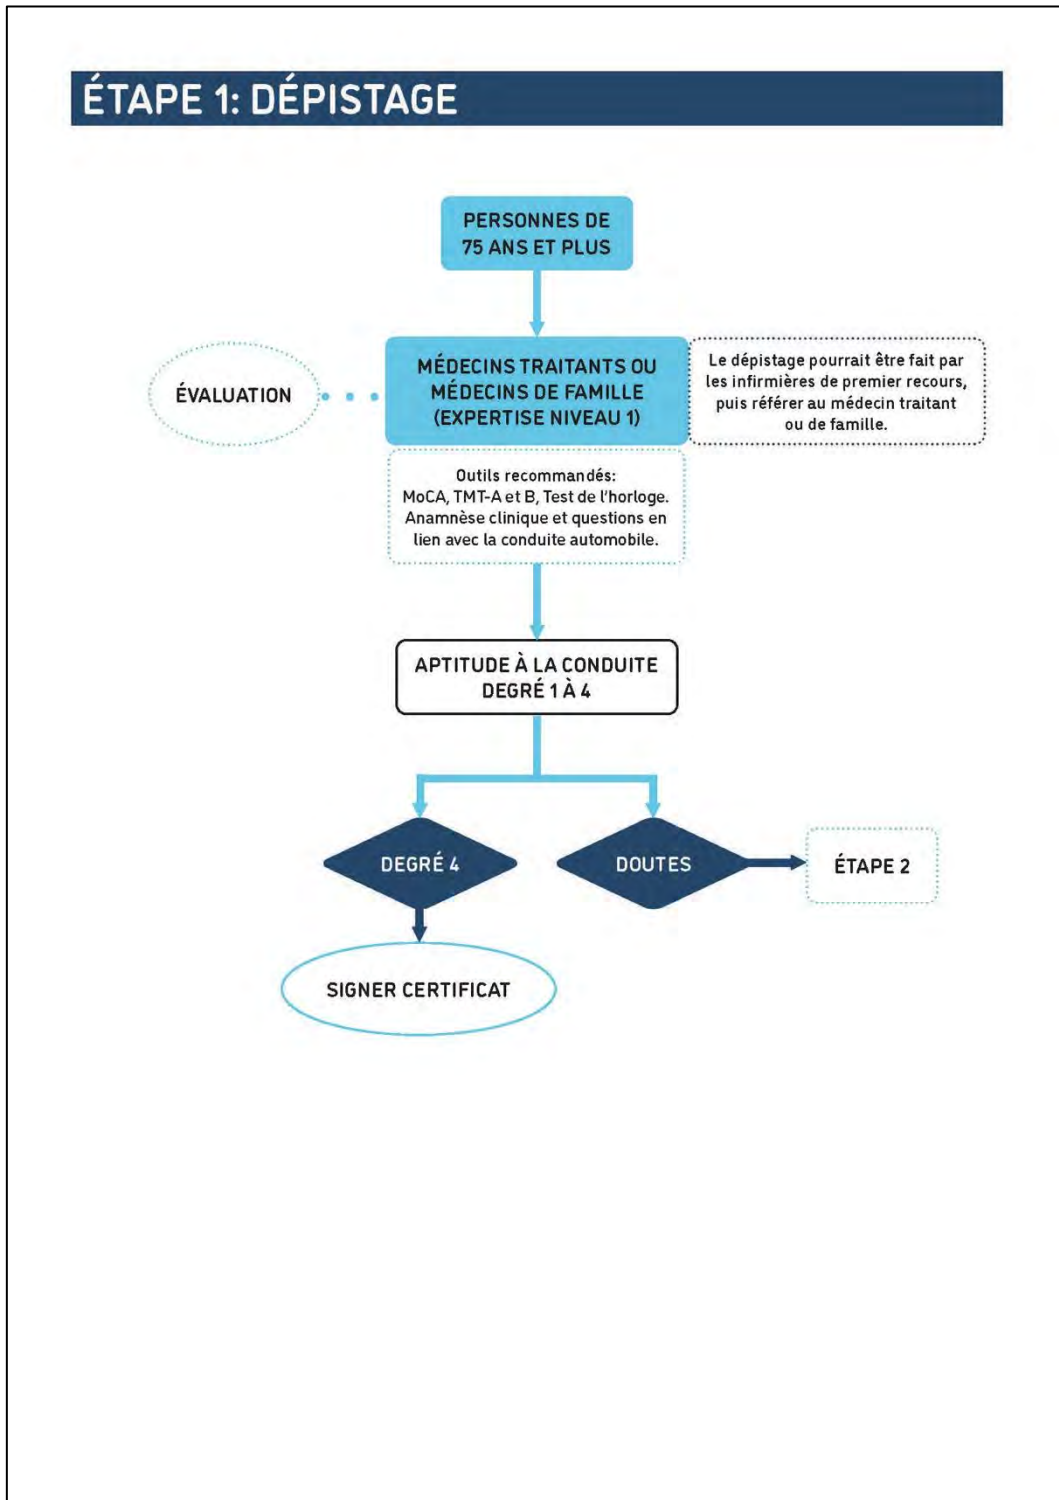 ÉTAPE 1: DÉPISTAGE
PERSONNES DE
75 ANS ET PLUS
ÉVALUATION
MÉDECINS TRAITANTS OU
MÉDECINS DE FAMILLE
(EXPERTISE NIVEAU 1)
Le dépistage pourrait être fait par
les infirmières de premier recours,
puis référer au médecin traitant
ou de famille.
Outils recommandés:
MoCA, TMT-A et B, Test de l'horloge.
Anamnèse clinique et questions en
lien avec la conduite automobile.
APTITUDE À LA CONDUITE
DEGRÉ 1 À 4
DEGRÉ 4
DOUTES
ÉTAPE 2
SIGNER CERTIFICAT